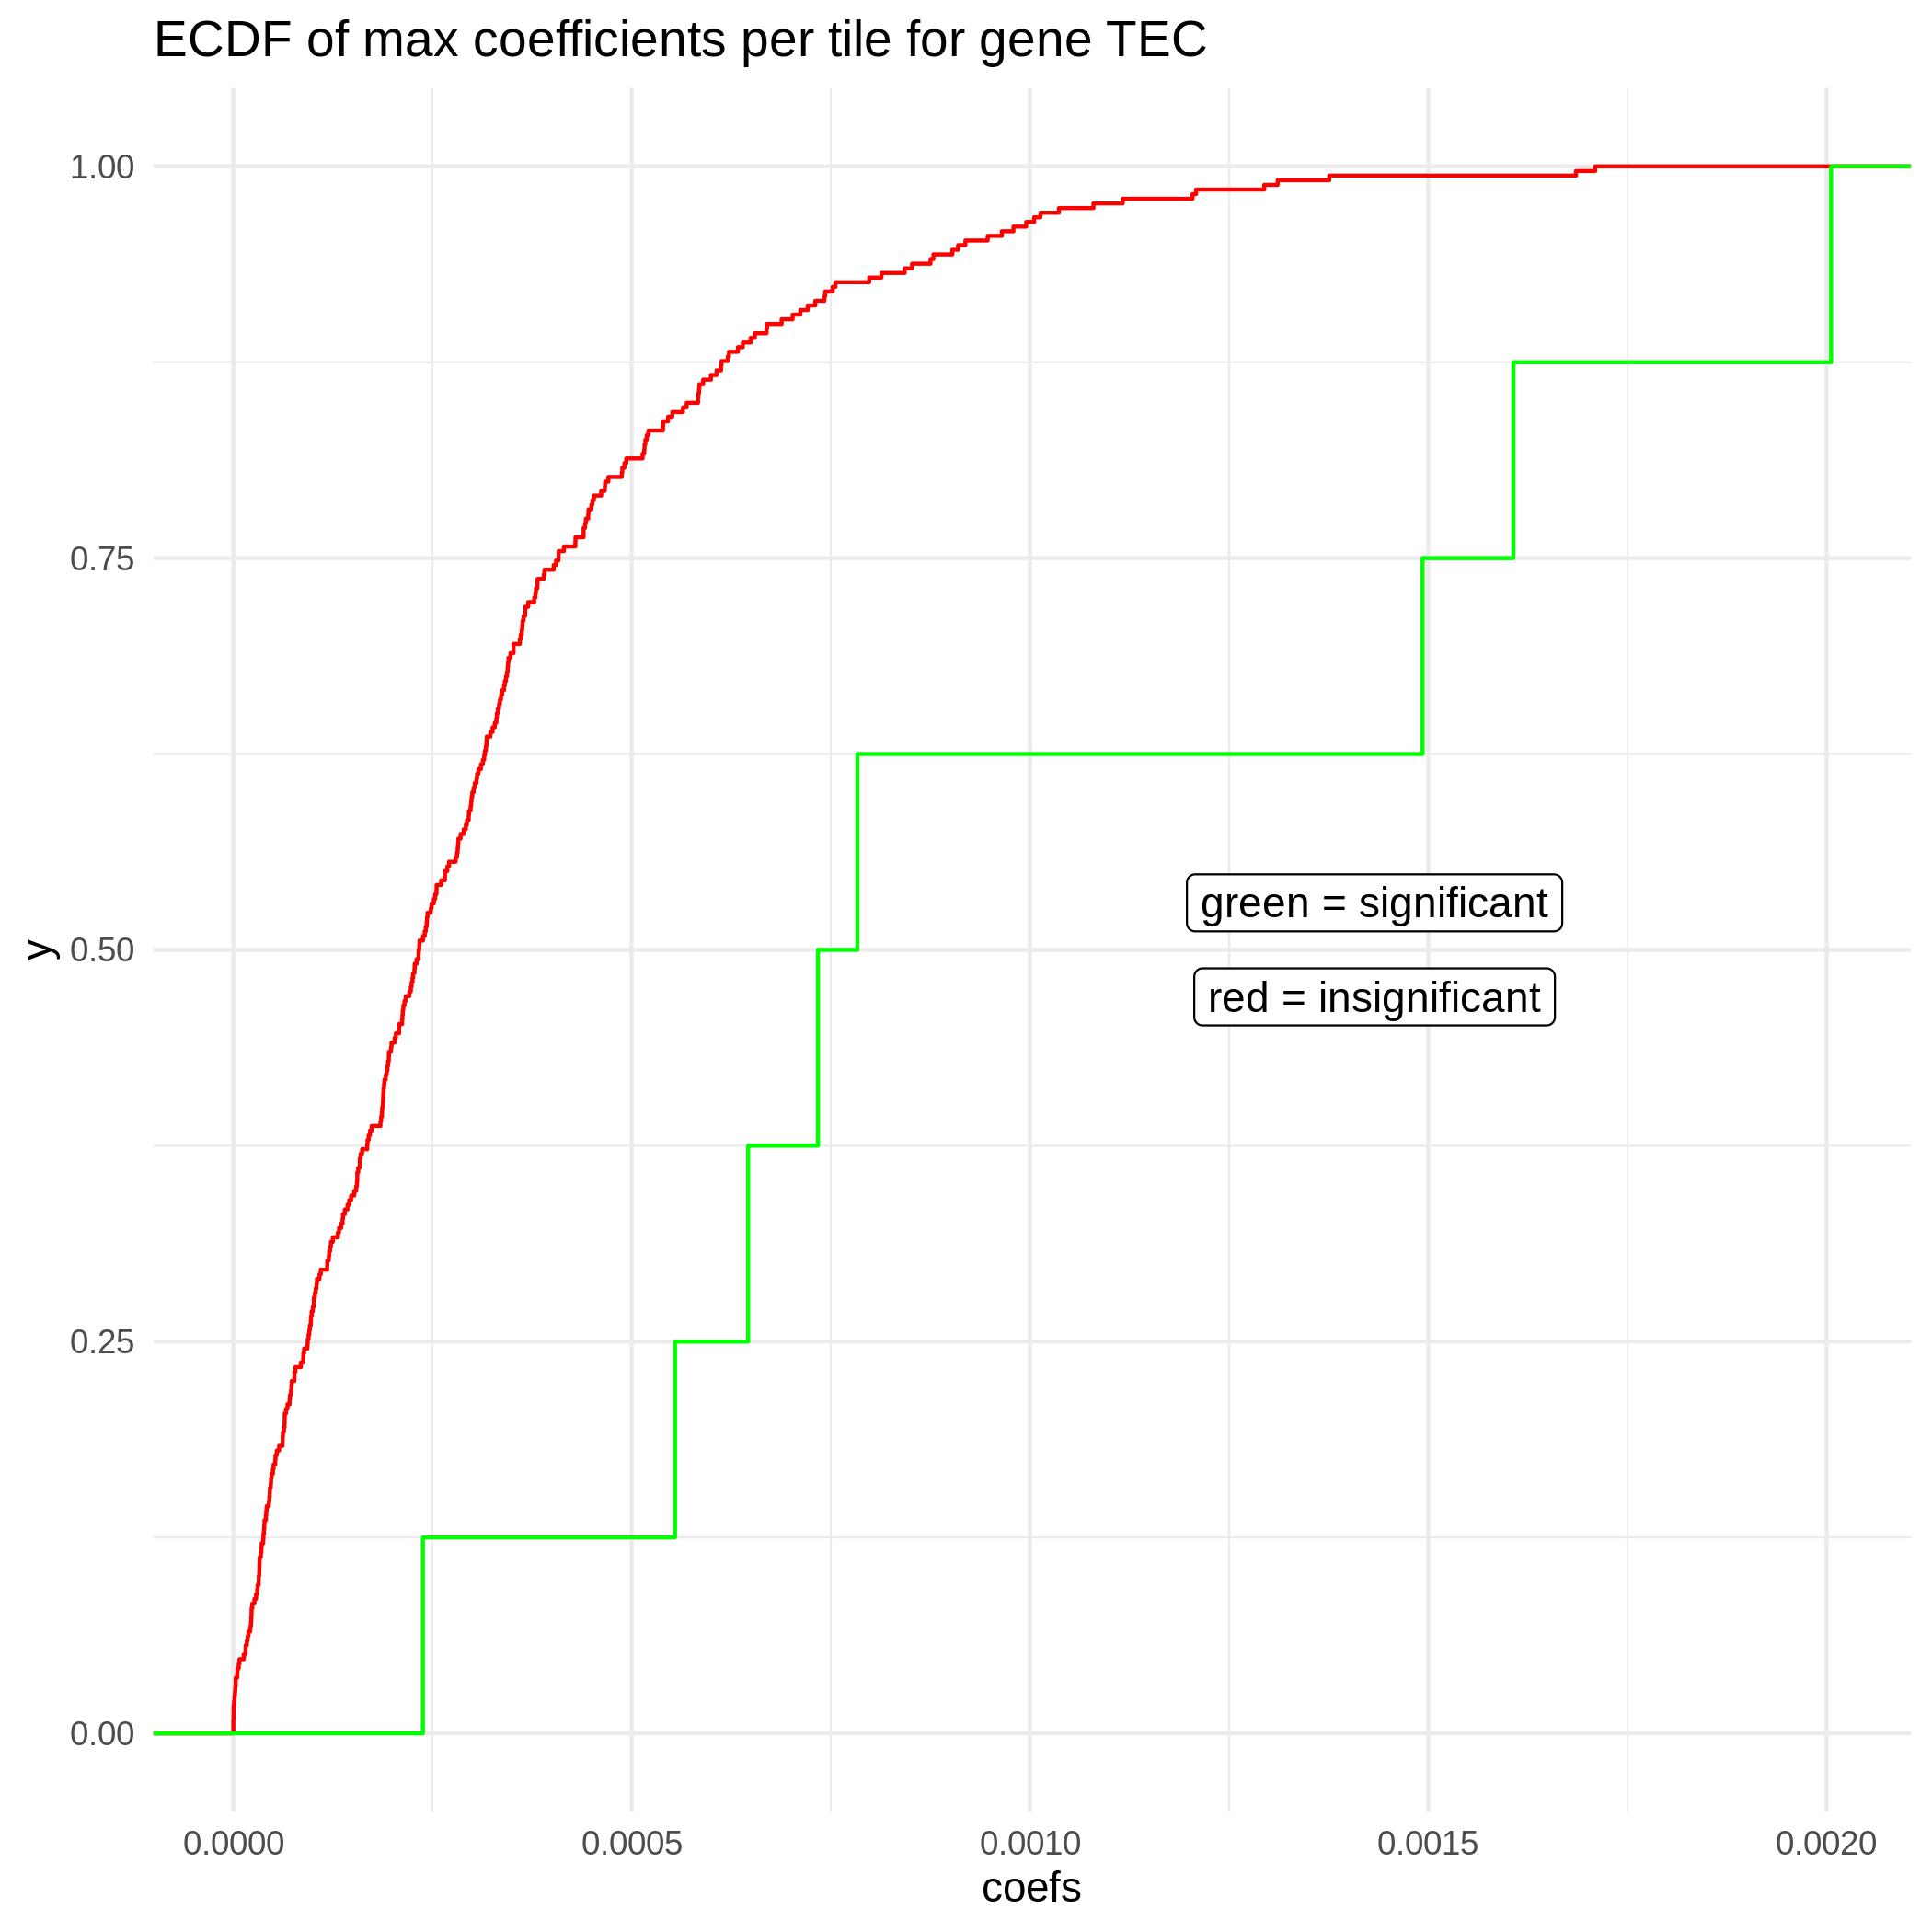 ECDF of max coefficients per tile for gene TEC
1.00
0.75
0.50
0.25
0.00
y
green = significant
red = insignificant
0.0000 0.0005 0.0010 0.0015 0.0020
coefs